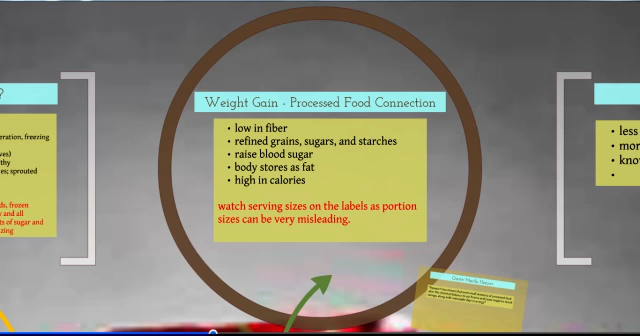 ?
eration, freezing
ves)
thy
es; sprouted
ds, frozen
y and all
ts of sugar and
zing
Weight Gain - Processed Food Connection
• low in fiber
• refined grains, sugars, and starches
• raise blood sugar
• body stores as fat
• high in calories
watch serving sizes on the labels as portion
sizes can be very misleading.
• less
• mor
• know
•